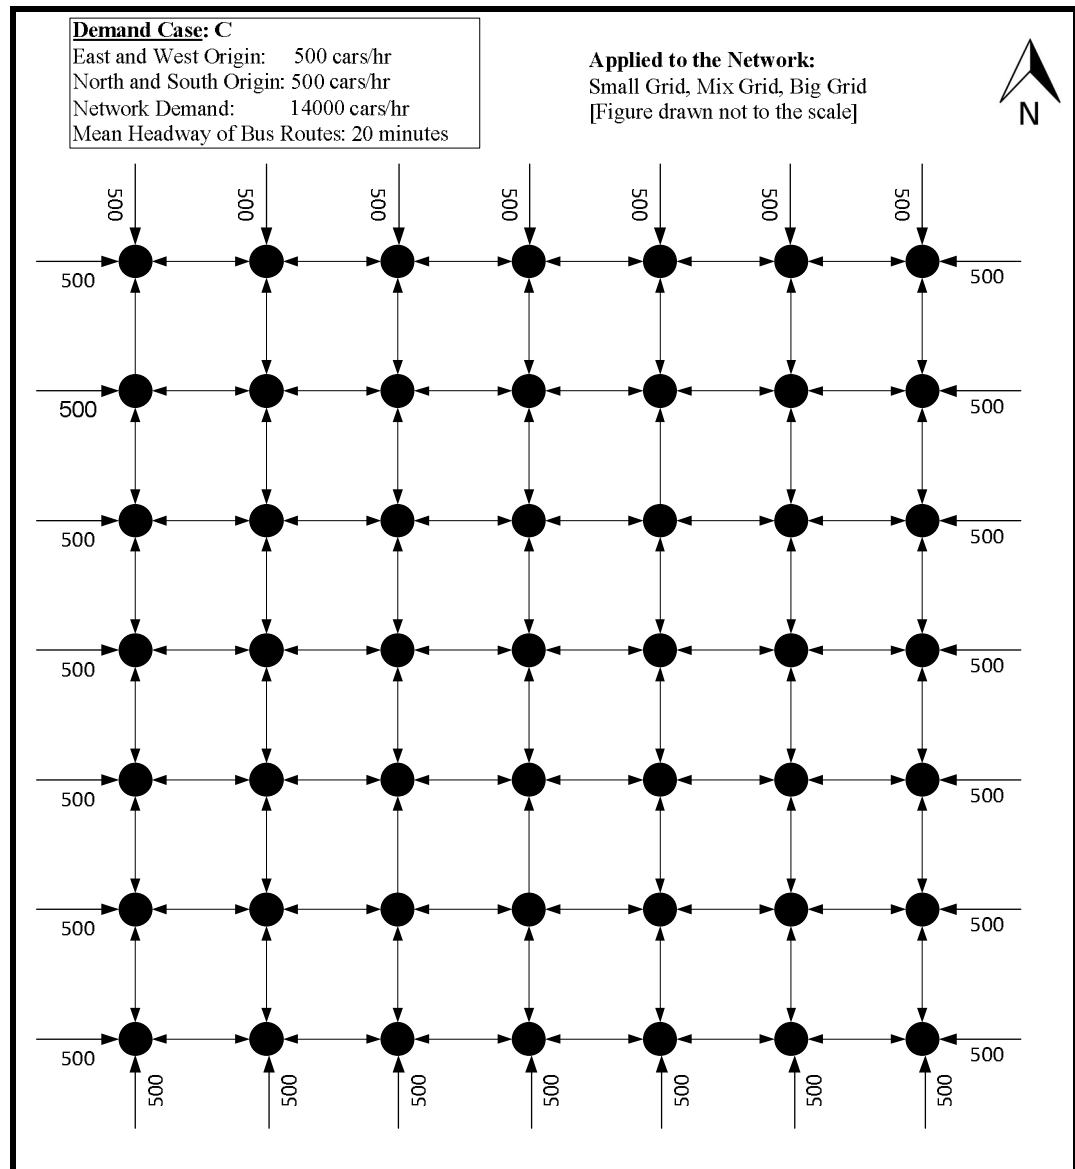 Demand Case: C
East and West Origin: 500 cars/hr
North and South Origin: 500 cars/hr
Network Demand: 14000 cars/hr
Mean Headway of Bus Routes: 20 minutes
Applied to the Network:
Small Grid, Mix Grid, Big Grid
[Figure drawn not to the scale]
N
500 500 500 500 500 500 500
500 500
500 500
500 500
500 500
500 500
500 500
500 500
500 500 500 500 500 500 500